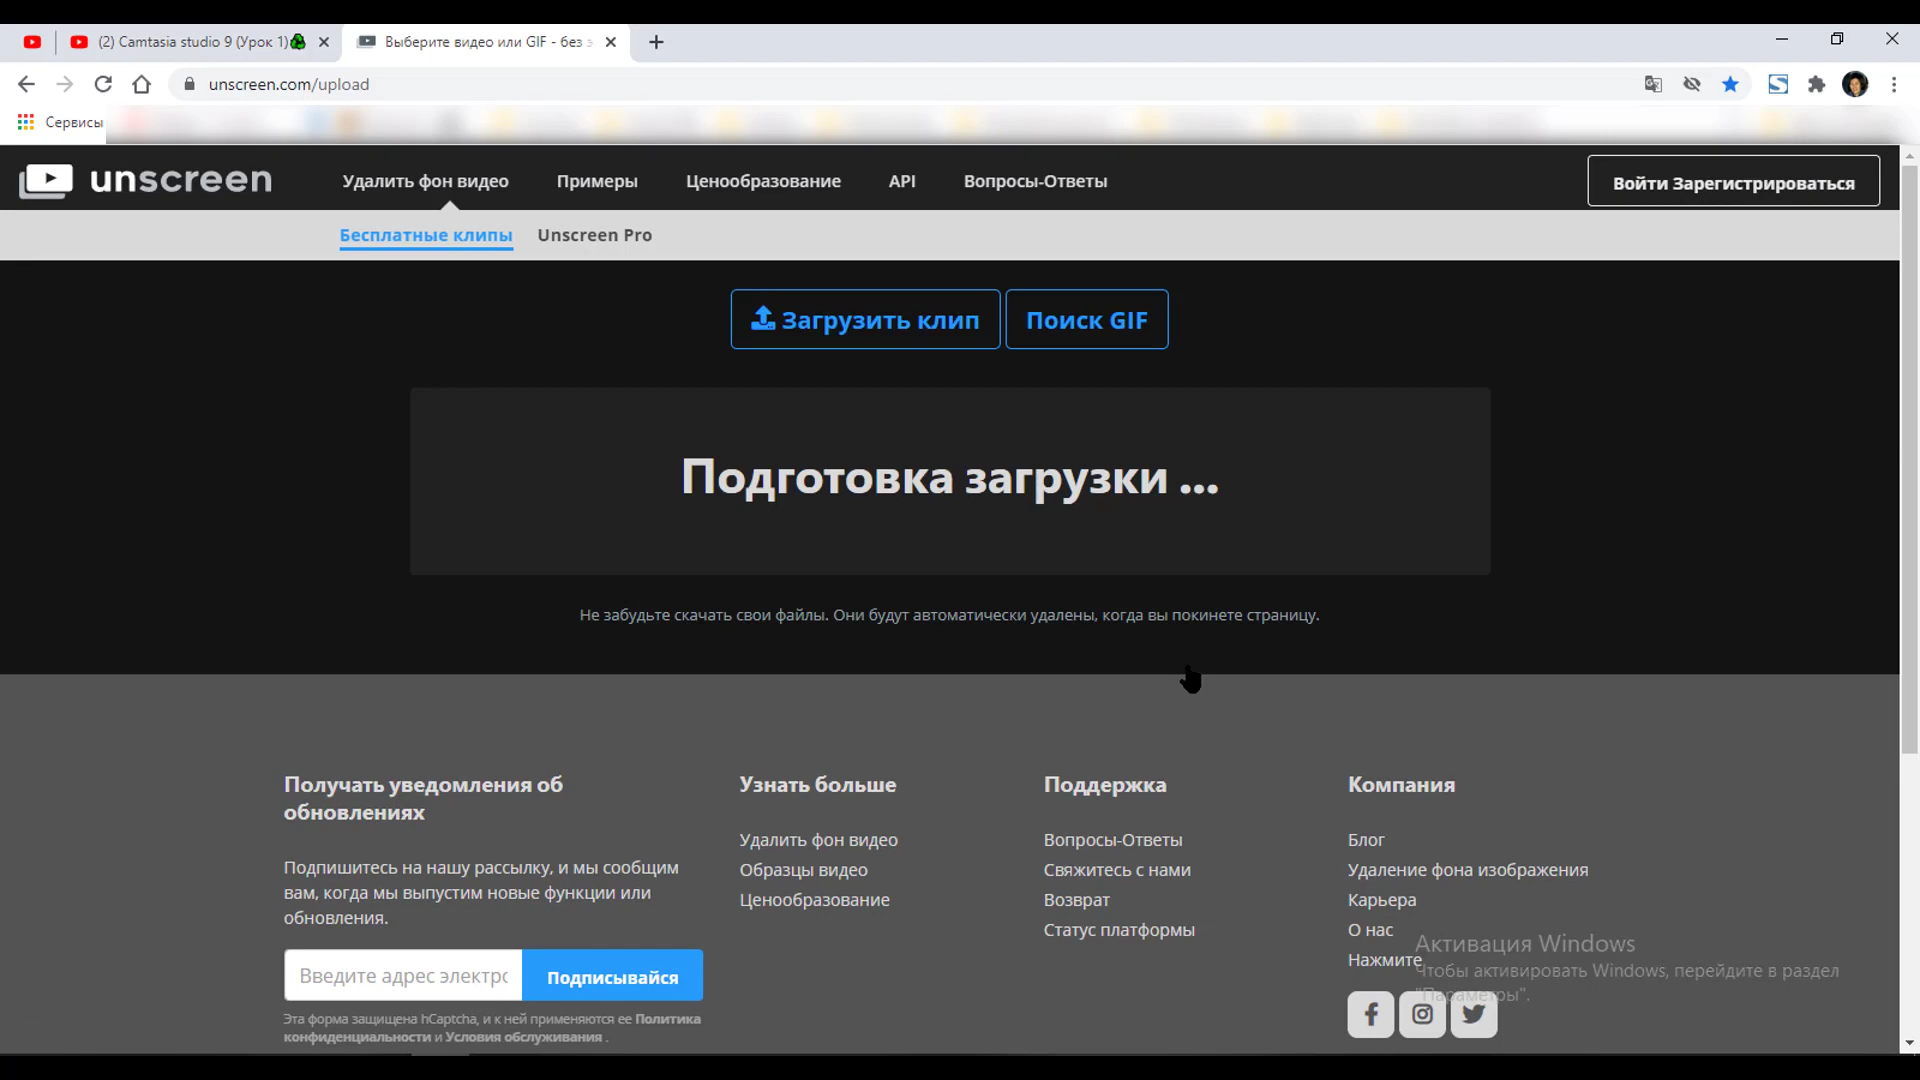 (2) Camtasia studio 9 (Урок 1)
Выберите видео или GIF - без
unscreen.com/upload
Сервисы
unscreen
Удалить фон видео
Примеры
Ценообразование
API
Вопросы-Ответы
Войти Зарегистрироваться
Бесплатные клипы
Unscreen Pro
Загрузить клип
Поиск GIF
Подготовка загрузки ...
Не забудьте скачать свои файлы. Они будут автоматически удалены, когда вы покинете страницу.
Получать уведомления об
обновлениях
Подпишитесь на нашу рассылку, и мы сообщим
вам, когда мы выпустим новые функции или
обновления.
Введите адрес электро
Подписывайся
Эта форма защищена hCaptcha, и к ней применяются ее Политика
конфиденциальности и Условия обслуживания .
Узнать больше
Удалить фон видео
Образцы видео
Ценообразование
Поддержка
Вопросы-Ответы
Свяжитесь с нами
Возврат
Статус платформы
Компания
Блог
Удаление фона изображения
Карьера
О нас
Нажмите
Активация Windows
Чтобы активировать Windows, перейдите в раздел
"Параметры".